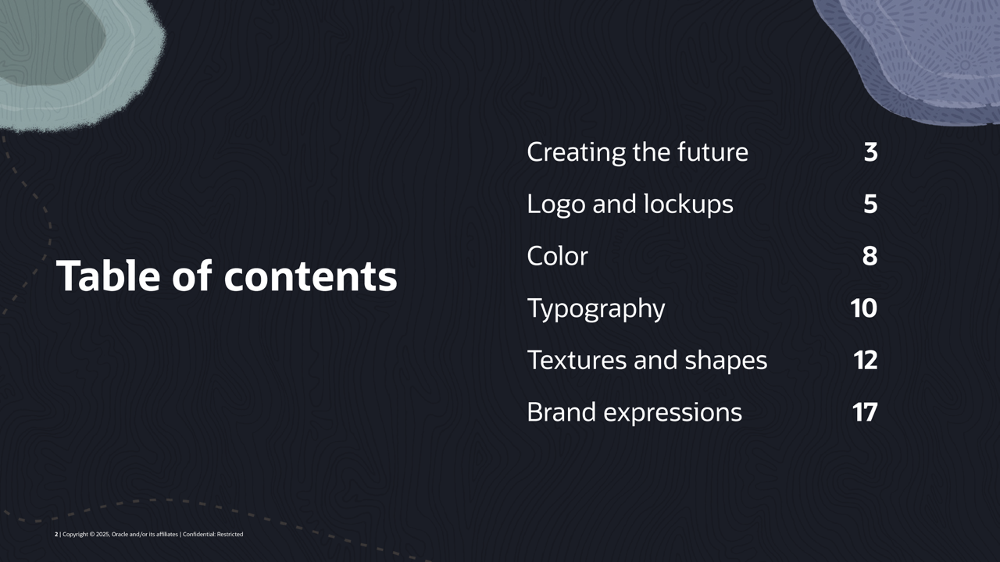 Table of contents
Creating the future 3
Logo and lockups 5
Color 8
Typography 10
Textures and shapes 12
Brand expressions 17
2 | Copyright © 2025, Oracle and/or its affiliates | Confidential: Restricted